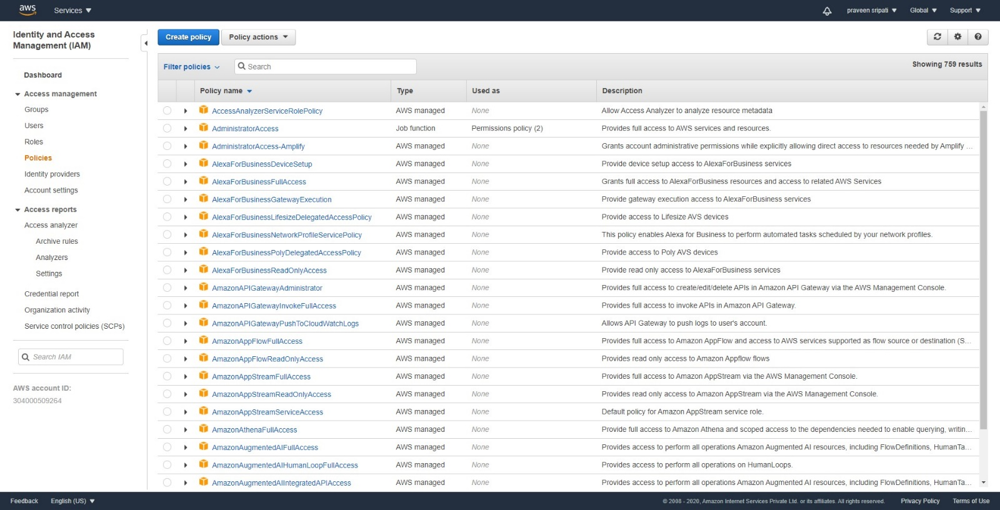 aws Services praveen sripati Global Support
Identity and Access
Management (IAM)
Dashboard
Access management
Groups
Users
Roles
Policies
Identity providers
Account settings
Access reports
Access analyzer
Archive rules
Analyzers
Settings
Credential report
Organization activity
Service control policies (SCPs)
Search IAM
AWS account ID:
304000509264
Create policy Policy actions
Filter policies Search Showing 759 results
Policy name Type Used as Description
AccessAnalyzerServiceRolePolicy AWS managed None Allow Access Analyzer to analyze resource metadata
AdministratorAccess Job function Permissions policy (2) Provides full access to AWS services and resources.
AdministratorAccess-Amplify AWS managed None Grants account administrative permissions while explicitly allowing direct access to resources needed by Amplify ...
AlexaForBusinessDeviceSetup AWS managed None Provide device setup access to AlexaForBusiness services
AlexaForBusinessFullAccess AWS managed None Grants full access to AlexaForBusiness resources and access to related AWS Services
AlexaForBusinessGatewayExecution AWS managed None Provide gateway execution access to AlexaForBusiness services
AlexaForBusinessLifesizeDelegatedAccessPolicy AWS managed None Provide access to Lifesize AVS devices
AlexaForBusinessNetworkProfileServicePolicy AWS managed None This policy enables Alexa for Business to perform automated tasks scheduled by your network profiles.
AlexaForBusinessPolyDelegatedAccessPolicy AWS managed None Provide access to Poly AVS devices
AlexaForBusinessReadOnlyAccess AWS managed None Provide read only access to AlexaForBusiness services
AmazonAPIGatewayAdministrator AWS managed None Provides full access to create/edit/delete APIs in Amazon API Gateway via the AWS Management Console.
AmazonAPIGatewayInvokeFullAccess AWS managed None Provides full access to invoke APIs in Amazon API Gateway.
AmazonAPIGatewayPushToCloudWatchLogs AWS managed None Allows API Gateway to push logs to user's account.
AmazonAppFlowFullAccess AWS managed None Provides full access to Amazon AppFlow and access to AWS services supported as flow source or destination (S...
AmazonAppFlowReadOnlyAccess AWS managed None Provides read only access to Amazon Appflow flows
AmazonAppStreamFullAccess AWS managed None Provides full access to Amazon AppStream via the AWS Management Console.
AmazonAppStreamReadOnlyAccess AWS managed None Provides read only access to Amazon AppStream via the AWS Management Console.
AmazonAppStreamServiceAccess AWS managed None Default policy for Amazon AppStream service role.
AmazonAthenaFullAccess AWS managed None Provide full access to Amazon Athena and scoped access to the dependencies needed to enable querying, writin...
AmazonAugmentedAIFullAccess AWS managed None Provides access to perform all operations Amazon Augmented AI resources, including FlowDefinitions, HumanTa...
AmazonAugmentedAIHumanLoopFullAccess AWS managed None Provides access to perform all operations on HumanLoops.
AmazonAugmentedAIIntegratedAPIAccess AWS managed None Provides access to perform all operations Amazon Augmented AI resources, including FlowDefinitions, HumanTa...
Feedback English (US) © 2008 - 2020, Amazon Internet Services Private Ltd. or its affiliates. All rights reserved. Privacy Policy Terms of Use